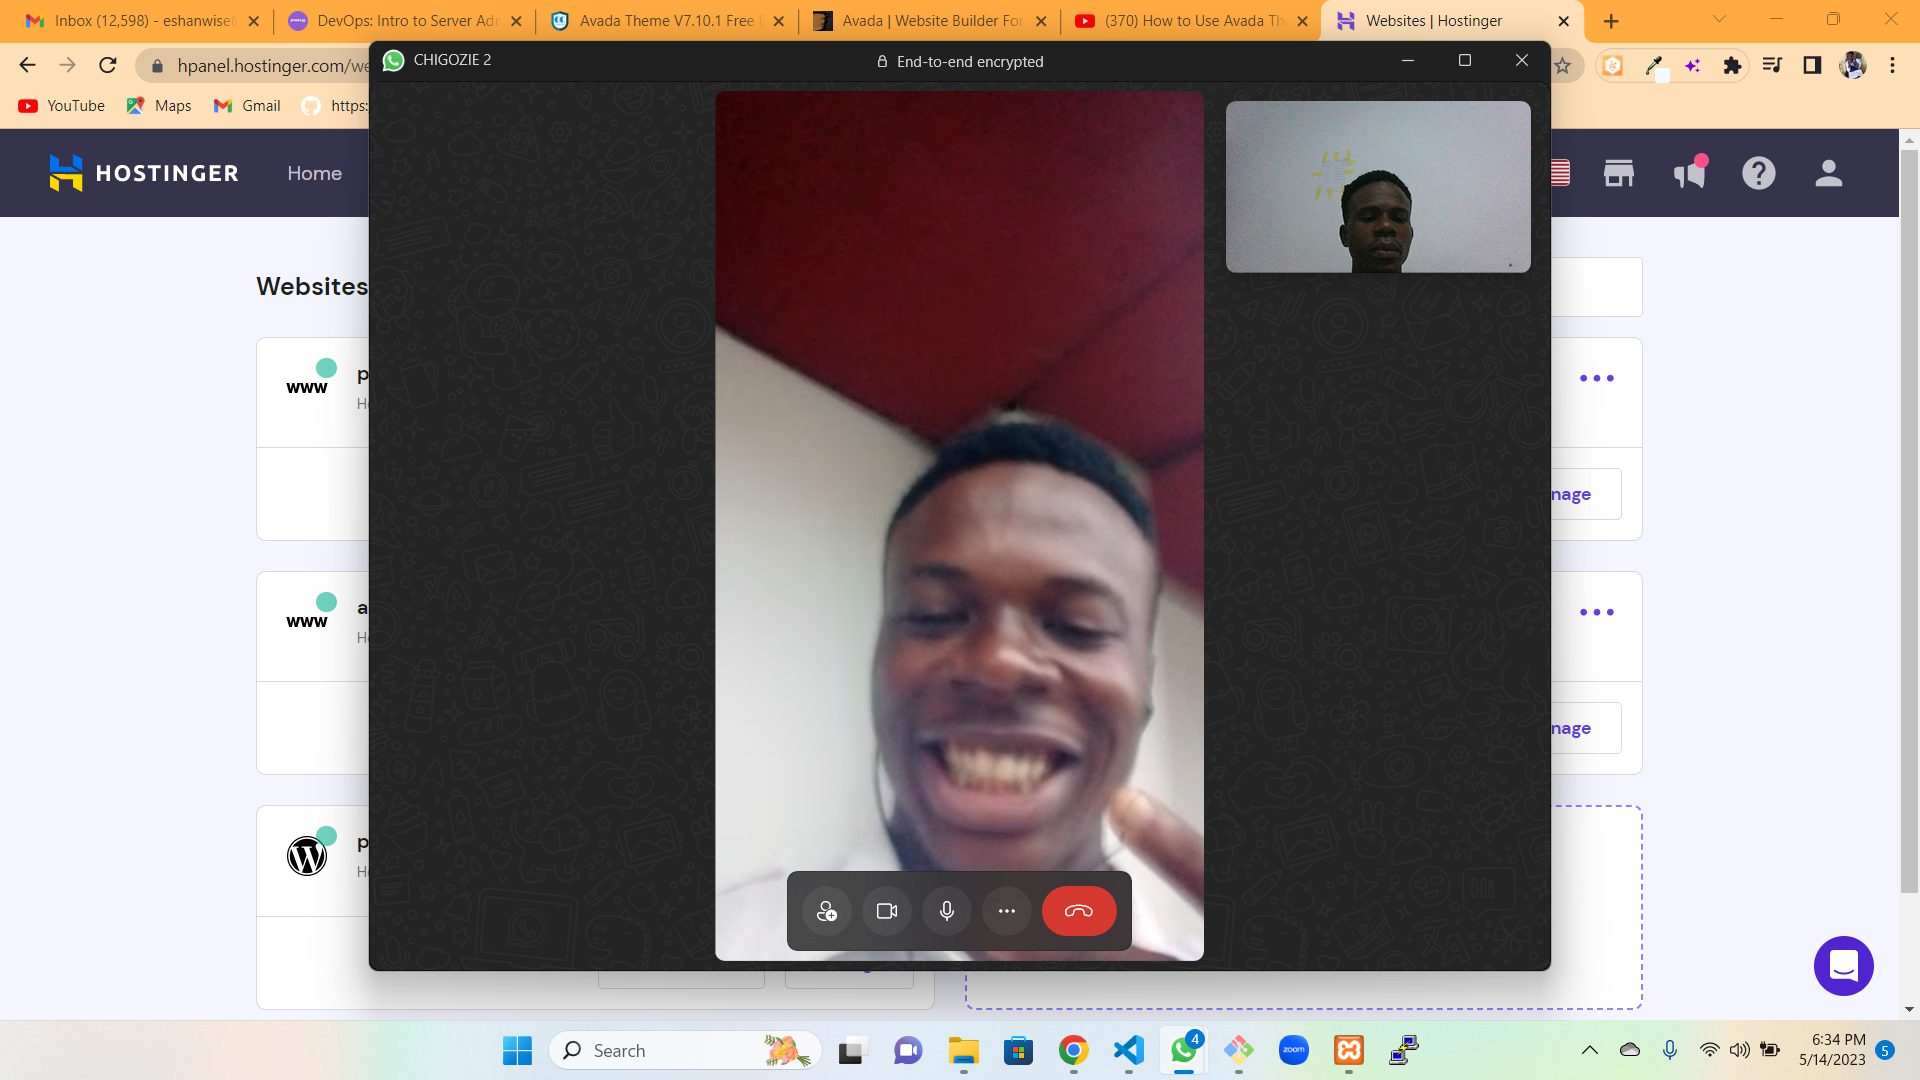 Inbox (12,598) - eshanwise
DevOps: Intro to Server Adm
Avada Theme V7.10.1 Free
Avada | Website Builder For
(370) How to Use Avada Th
Websites | Hostinger
hpanel.hostinger.com/we
CHIGOZIE 2
End-to-end encrypted
YouTube
Maps
Gmail
https:
HOSTINGER
Home
Websites
www
p
www
a
p
nage
nage
Search
4
zoom
6:34 PM
5/14/2023
5